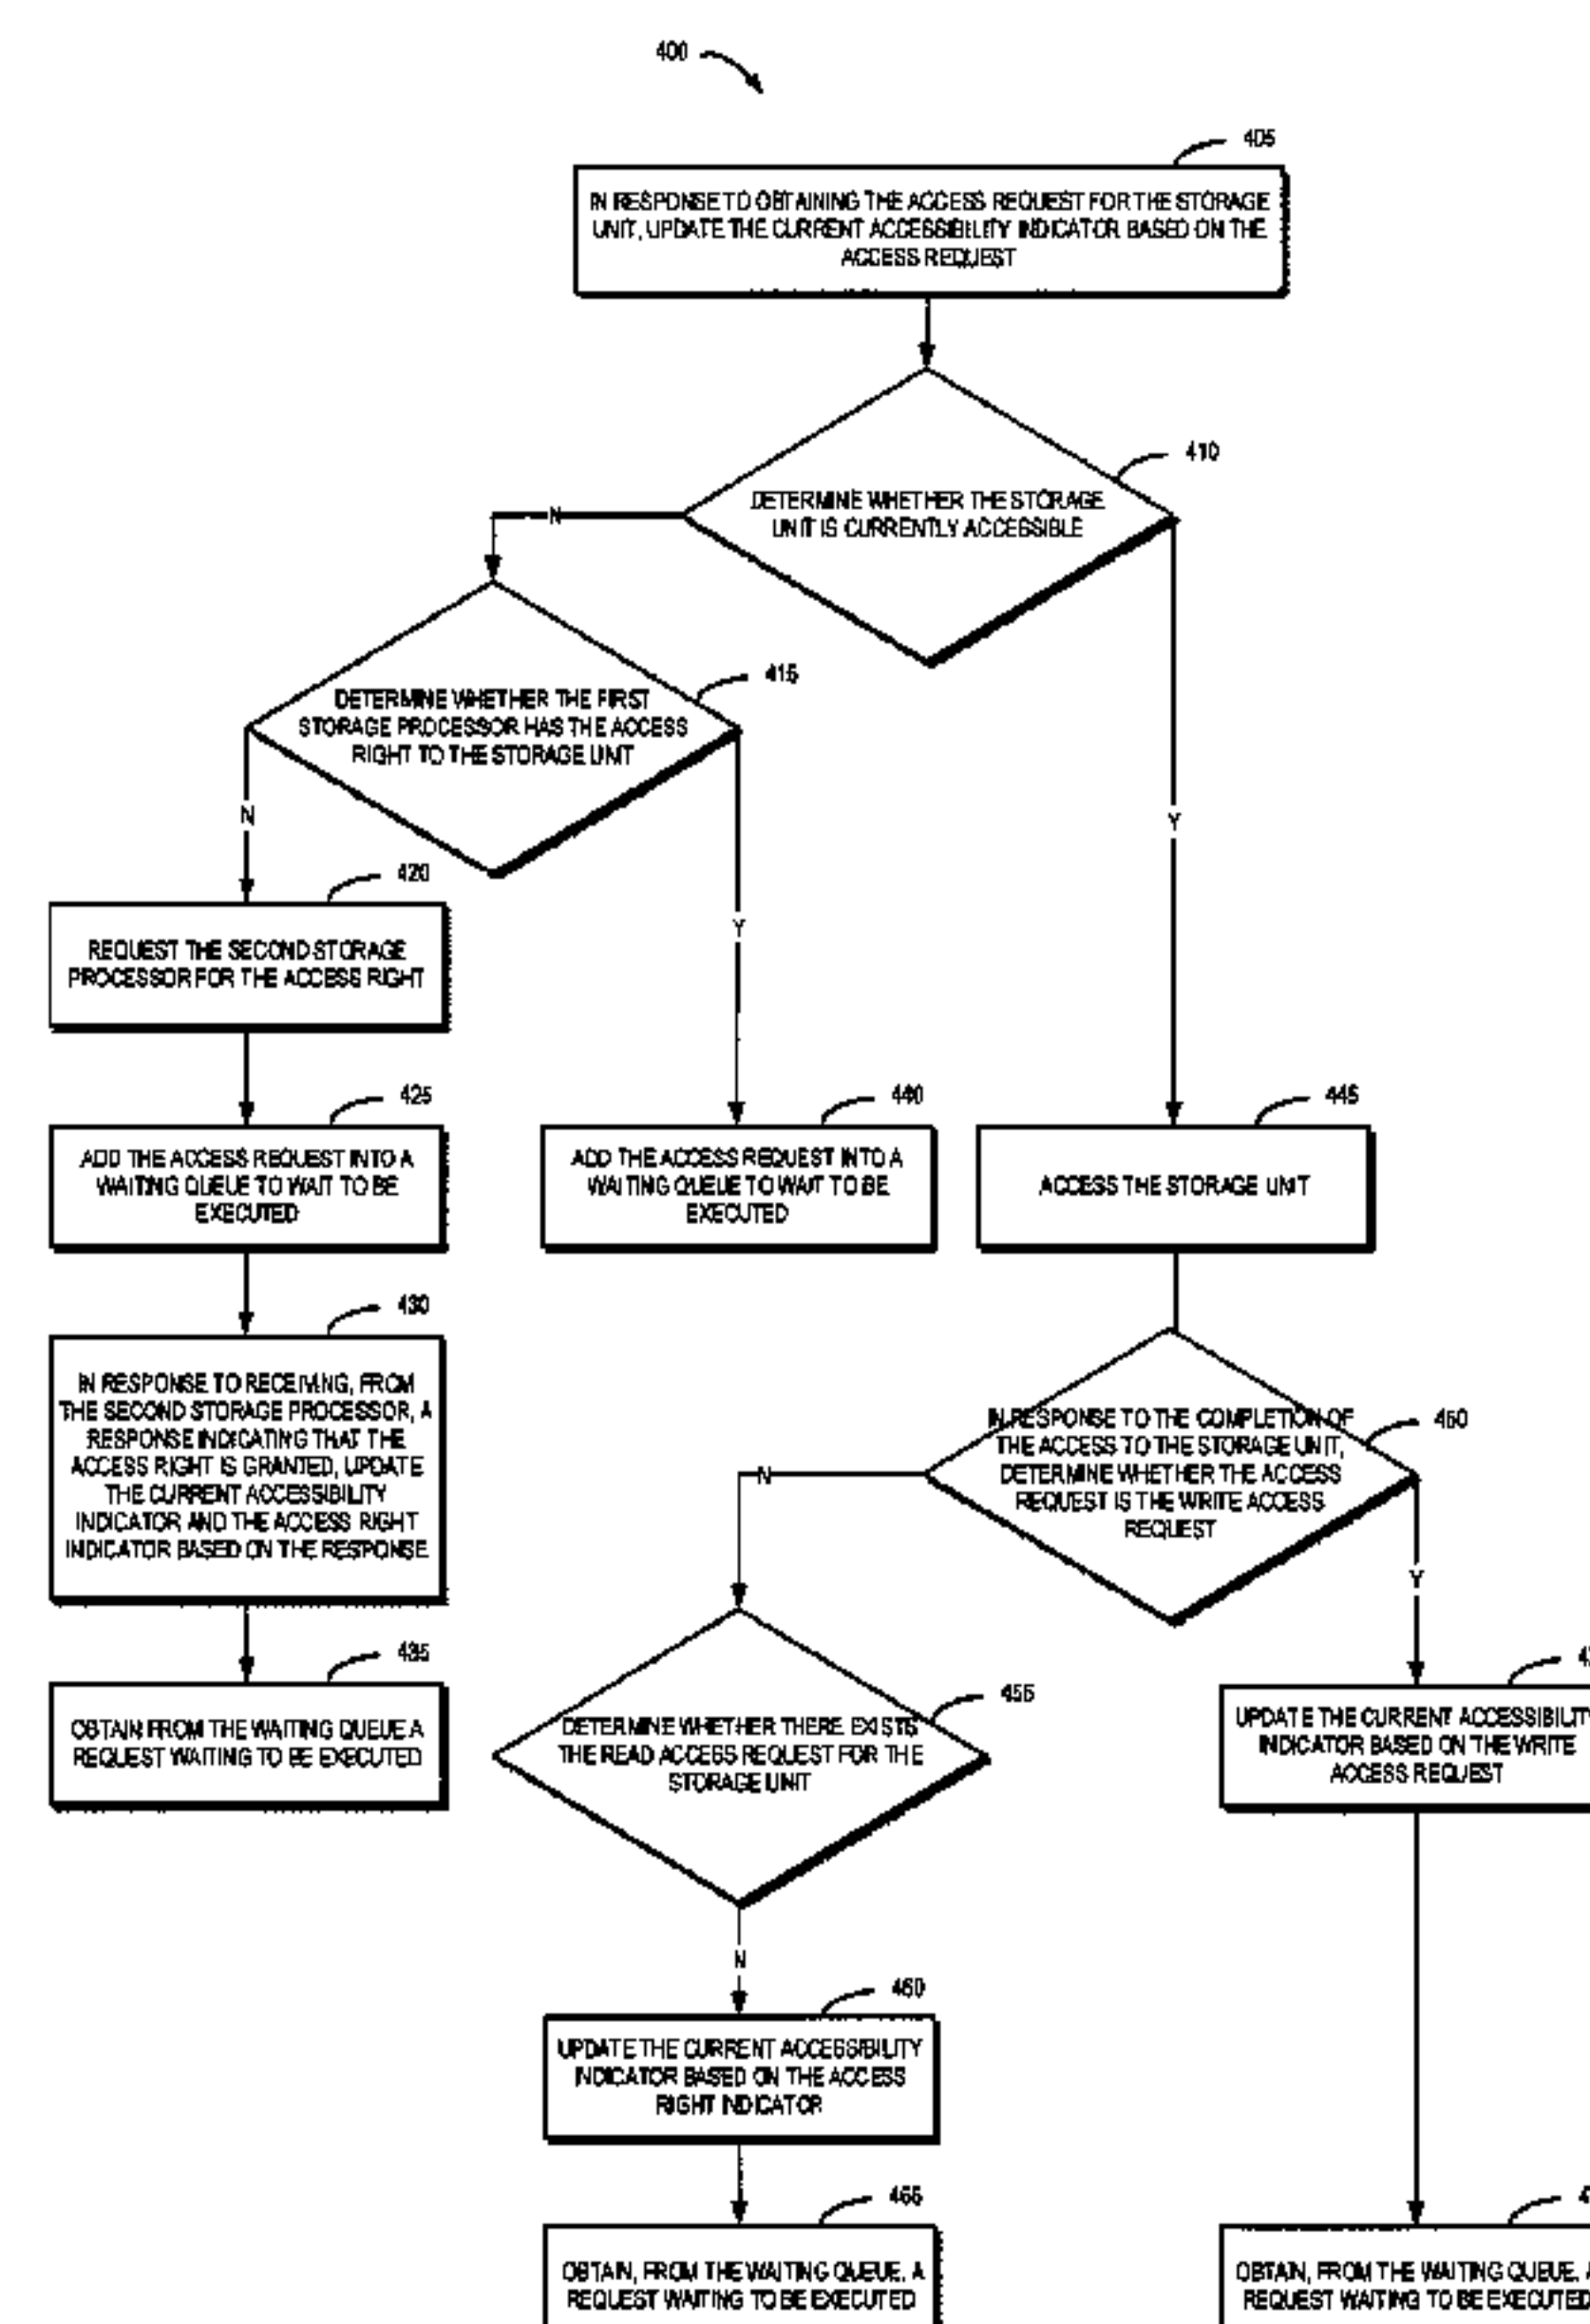 400
405
IN RESPONSE TO OBTAINING THE ACCESS REQUEST FOR THE STORAGE
UNIT, UPDATE THE CURRENT ACCESSIBILITY INDICATOR BASED ON THE
ACCESS REQUEST
410
DETERMINE WHETHER THE STORAGE
UNIT IS CURRENTLY ACCESSIBLE
N
415
DETERMINE WHETHER THE FIRST
STORAGE PROCESSOR HAS THE ACCESS
RIGHT TO THE STORAGE UNIT
N
Y
Y
420
REQUEST THE SECOND STORAGE
PROCESSOR FOR THE ACCESS RIGHT
425
ADD THE ACCESS REQUEST INTO A
WAITING QUEUE TO WAIT TO BE
EXECUTED
440
ADD THE ACCESS REQUEST INTO A
WAITING QUEUE TO WAIT TO BE
EXECUTED
445
ACCESS THE STORAGE UNIT
430
IN RESPONSE TO RECEIVING, FROM
THE SECOND STORAGE PROCESSOR, A
RESPONSE INDICATING THAT THE
ACCESS RIGHT IS GRANTED, UPDATE
THE CURRENT ACCESSIBILITY
INDICATOR AND THE ACCESS RIGHT
INDICATOR BASED ON THE RESPONSE
450
IN RESPONSE TO THE COMPLETION OF
THE ACCESS TO THE STORAGE UNIT,
DETERMINE WHETHER THE ACCESS
REQUEST IS THE WRITE ACCESS
REQUEST
N
Y
435
OBTAIN FROM THE WAITING QUEUE A
REQUEST WAITING TO BE EXECUTED
455
DETERMINE WHETHER THERE EXISTS
THE READ ACCESS REQUEST FOR THE
STORAGE UNIT
UPDATE THE CURRENT ACCESSIBILITY
INDICATOR BASED ON THE WRITE
ACCESS REQUEST
N
460
UPDATE THE CURRENT ACCESSIBILITY
INDICATOR BASED ON THE ACCESS
RIGHT INDICATOR
465
OBTAIN, FROM THE WAITING QUEUE, A
REQUEST WAITING TO BE EXECUTED
OBTAIN, FROM THE WAITING QUEUE, A
REQUEST WAITING TO BE EXECUTED